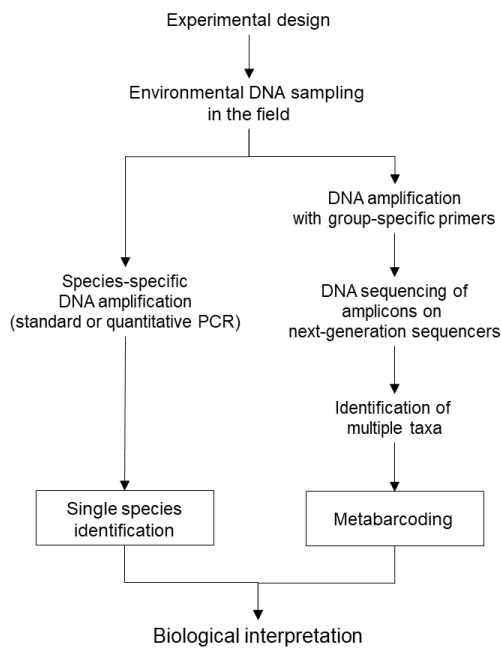 Experimental design
Environmental DNA sampling
in the field
Species-specific
DNA amplification
(standard or quantitative PCR)
Single species
identification
DNA amplification
with group-specific primers
DNA sequencing of
amplicons on
next-generation sequencers
Identification of
multiple taxa
Metabarcoding
Biological interpretation